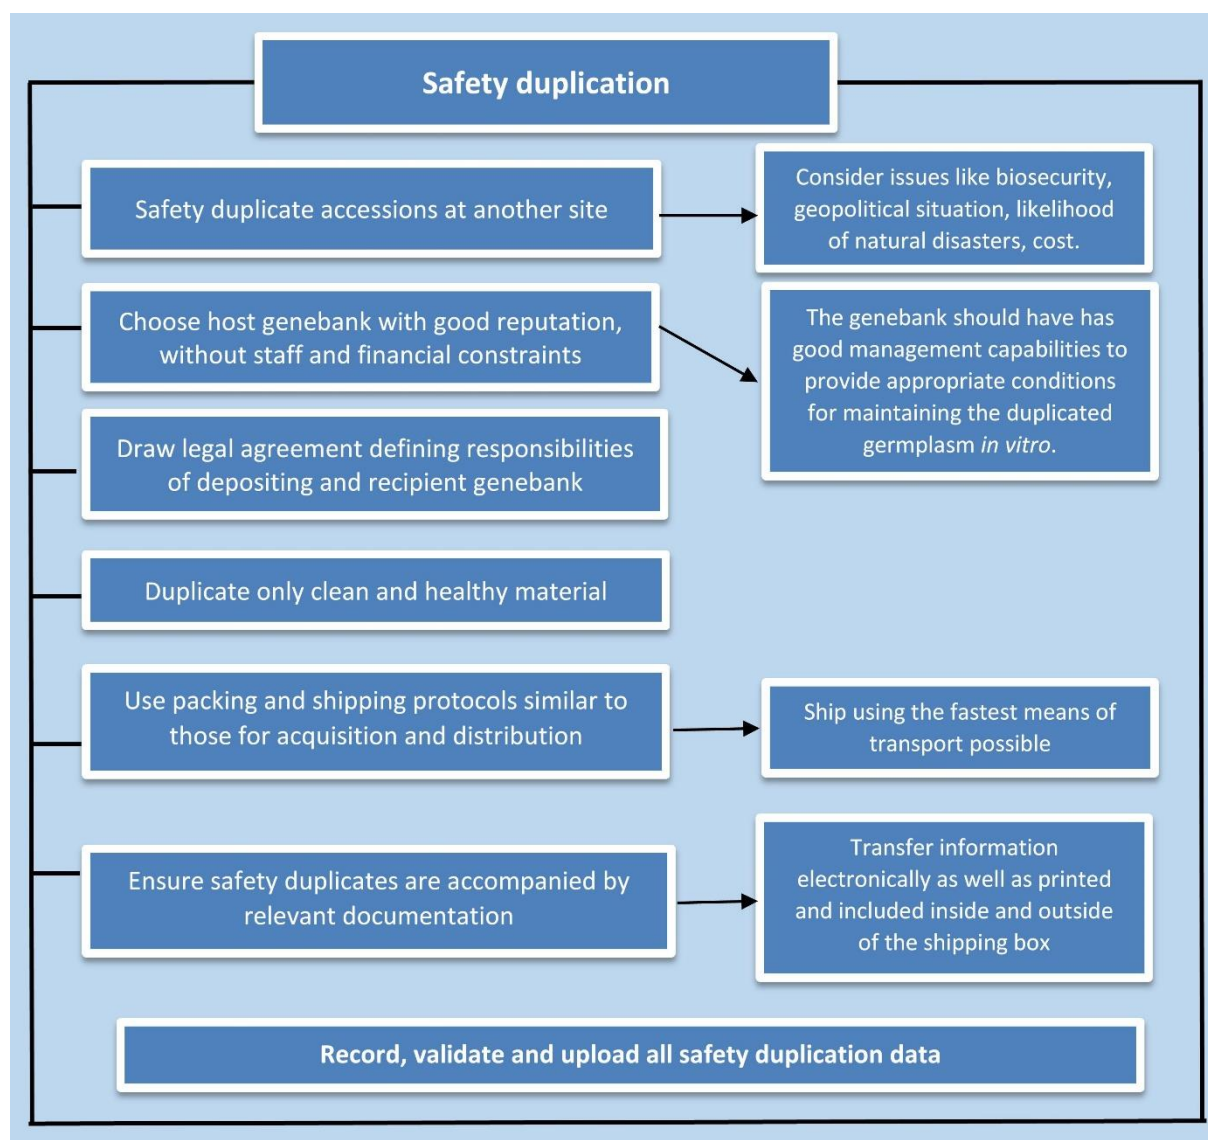 Safety duplication
Safety duplicate accessions at another site
Consider issues like biosecurity,
geopolitical situation, likelihood
of natural disasters, cost.
Choose host genebank with good reputation,
without staff and financial constraints
The genebank should have has
good management capabilities to
provide appropriate conditions
for maintaining the duplicated
germplasm in vitro.
Draw legal agreement defining responsibilities
of depositing and recipient genebank
Duplicate only clean and healthy material
Use packing and shipping protocols similar to
those for acquisition and distribution
Ship using the fastest means of
transport possible
Ensure safety duplicates are accompanied by
relevant documentation
Transfer information
electronically as well as printed
and included inside and outside
of the shipping box
Record, validate and upload all safety duplication data